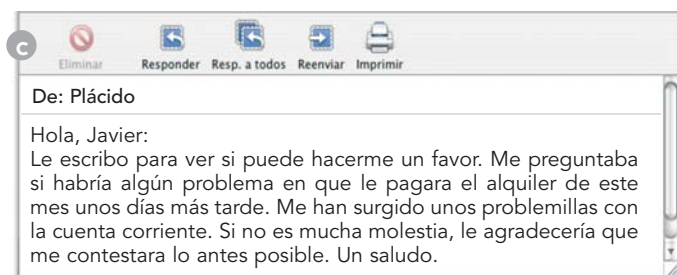 c
Eliminar Responder Resp. a todos Reenviar Imprimir
De: Plácido
Hola, Javier:
Le escribo para ver si puede hacerme un favor. Me preguntaba
si habría algún problema en que le pagara el alquiler de este
mes unos días más tarde. Me han surgido unos problemillas con
la cuenta corriente. Si no es mucha molestia, le agradecería que
me contestara lo antes posible. Un saludo.